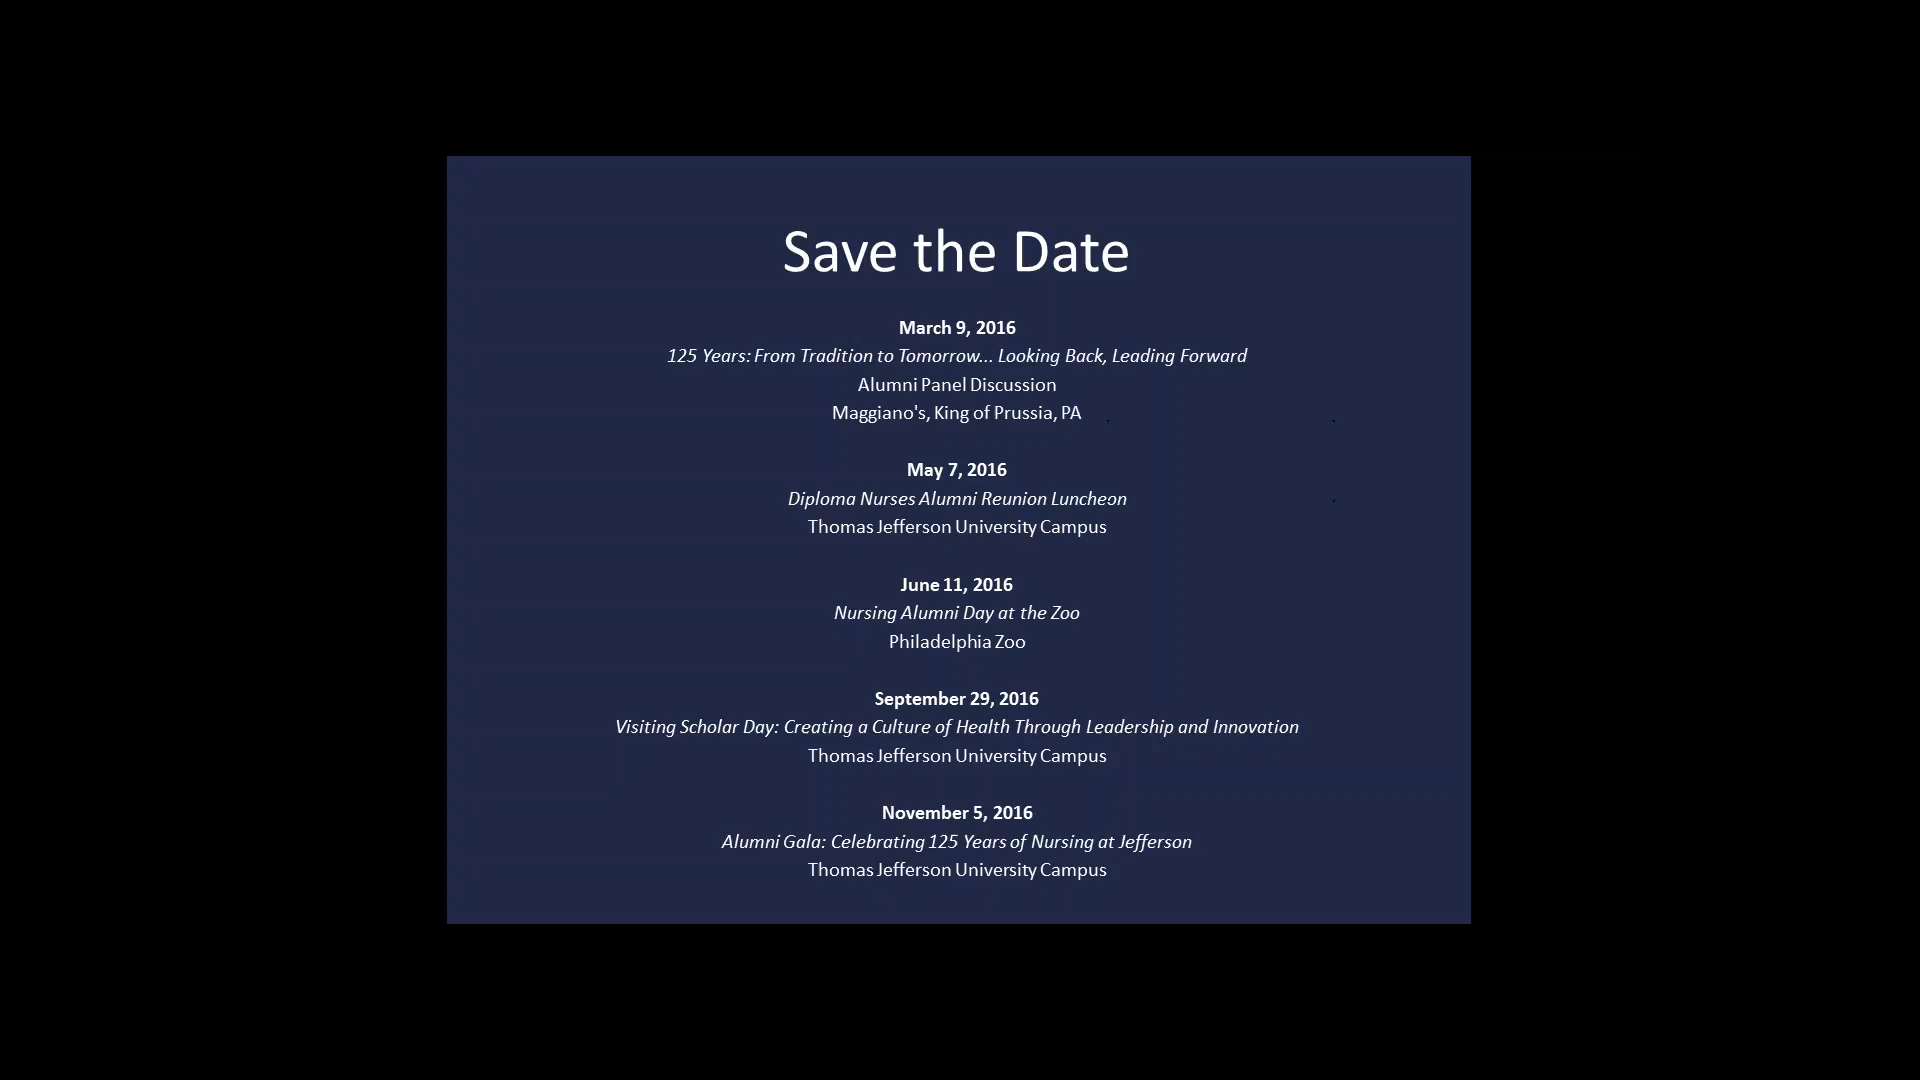 Save the Date
March 9, 2016
125 Years: From Tradition to Tomorrow... Looking Back, Leading Forward
Alumni Panel Discussion
Maggiano's, King of Prussia, PA
May 7, 2016
Diploma Nurses Alumni Reunion Luncheon
Thomas Jefferson University Campus
June 11, 2016
Nursing Alumni Day at the Zoo
Philadelphia Zoo
September 29, 2016
Visiting Scholar Day: Creating a Culture of Health Through Leadership and Innovation
Thomas Jefferson University Campus
November 5, 2016
Alumni Gala: Celebrating 125 Years of Nursing at Jefferson
Thomas Jefferson University Campus